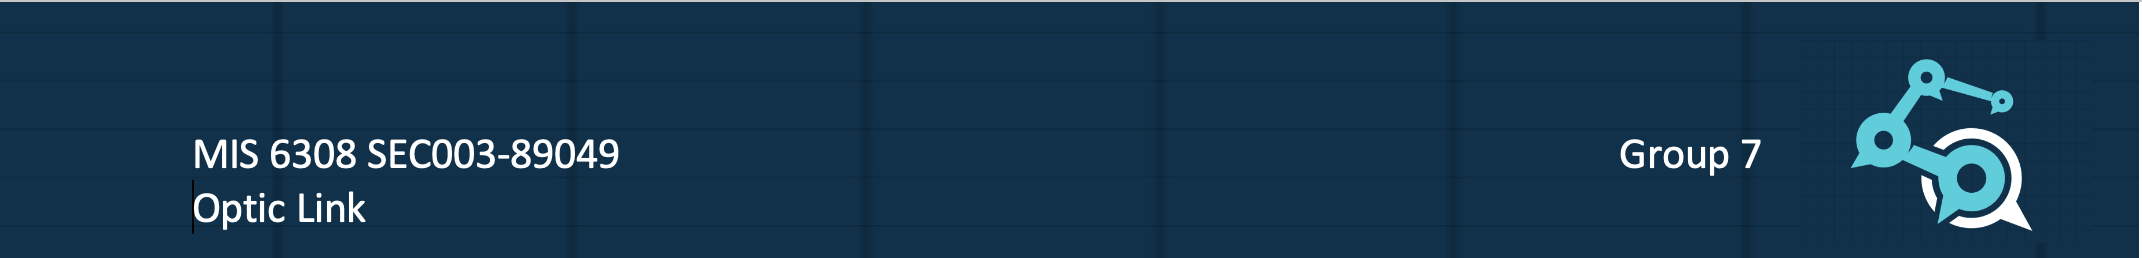 MIS 6308 SEC003-89049 Group 7
Optic Link